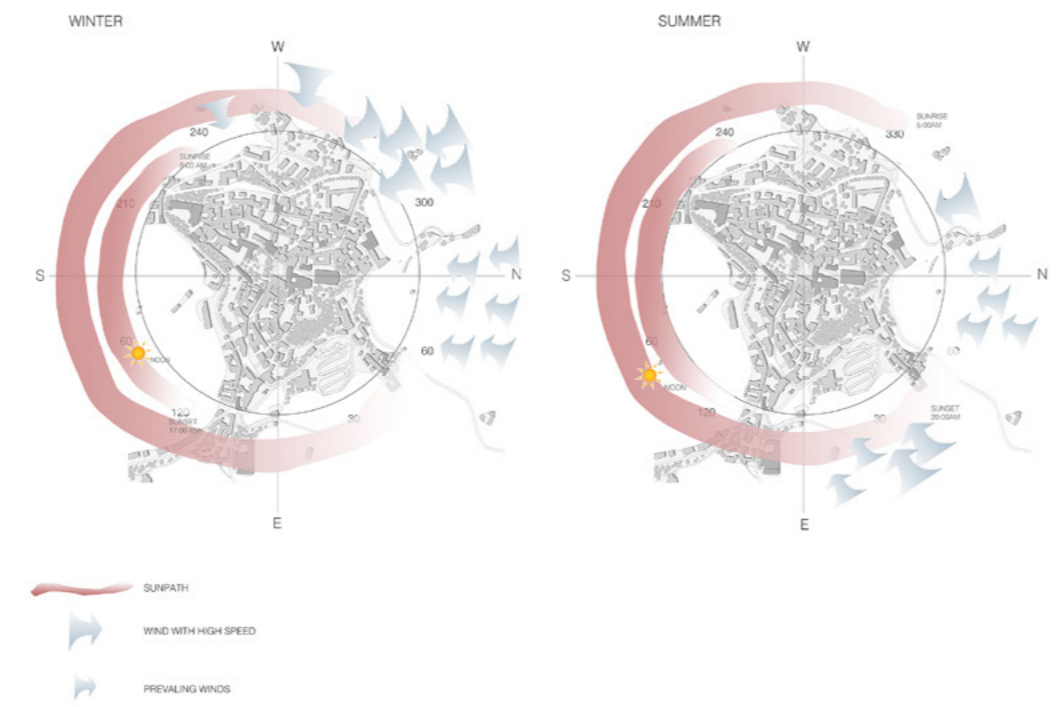 WINTER
SUMMER
W
W
240
SUNRISE
210
300
S
N
60
NOON
60
120
SUNSET
30
E
SUNRISE
5:00AM
240
330
210
S
N
60
60
NOON
120
30
SUNSET
20:00AM
E
SUNPATH
WIND WITH HIGH SPEED
PREVALING WINDS